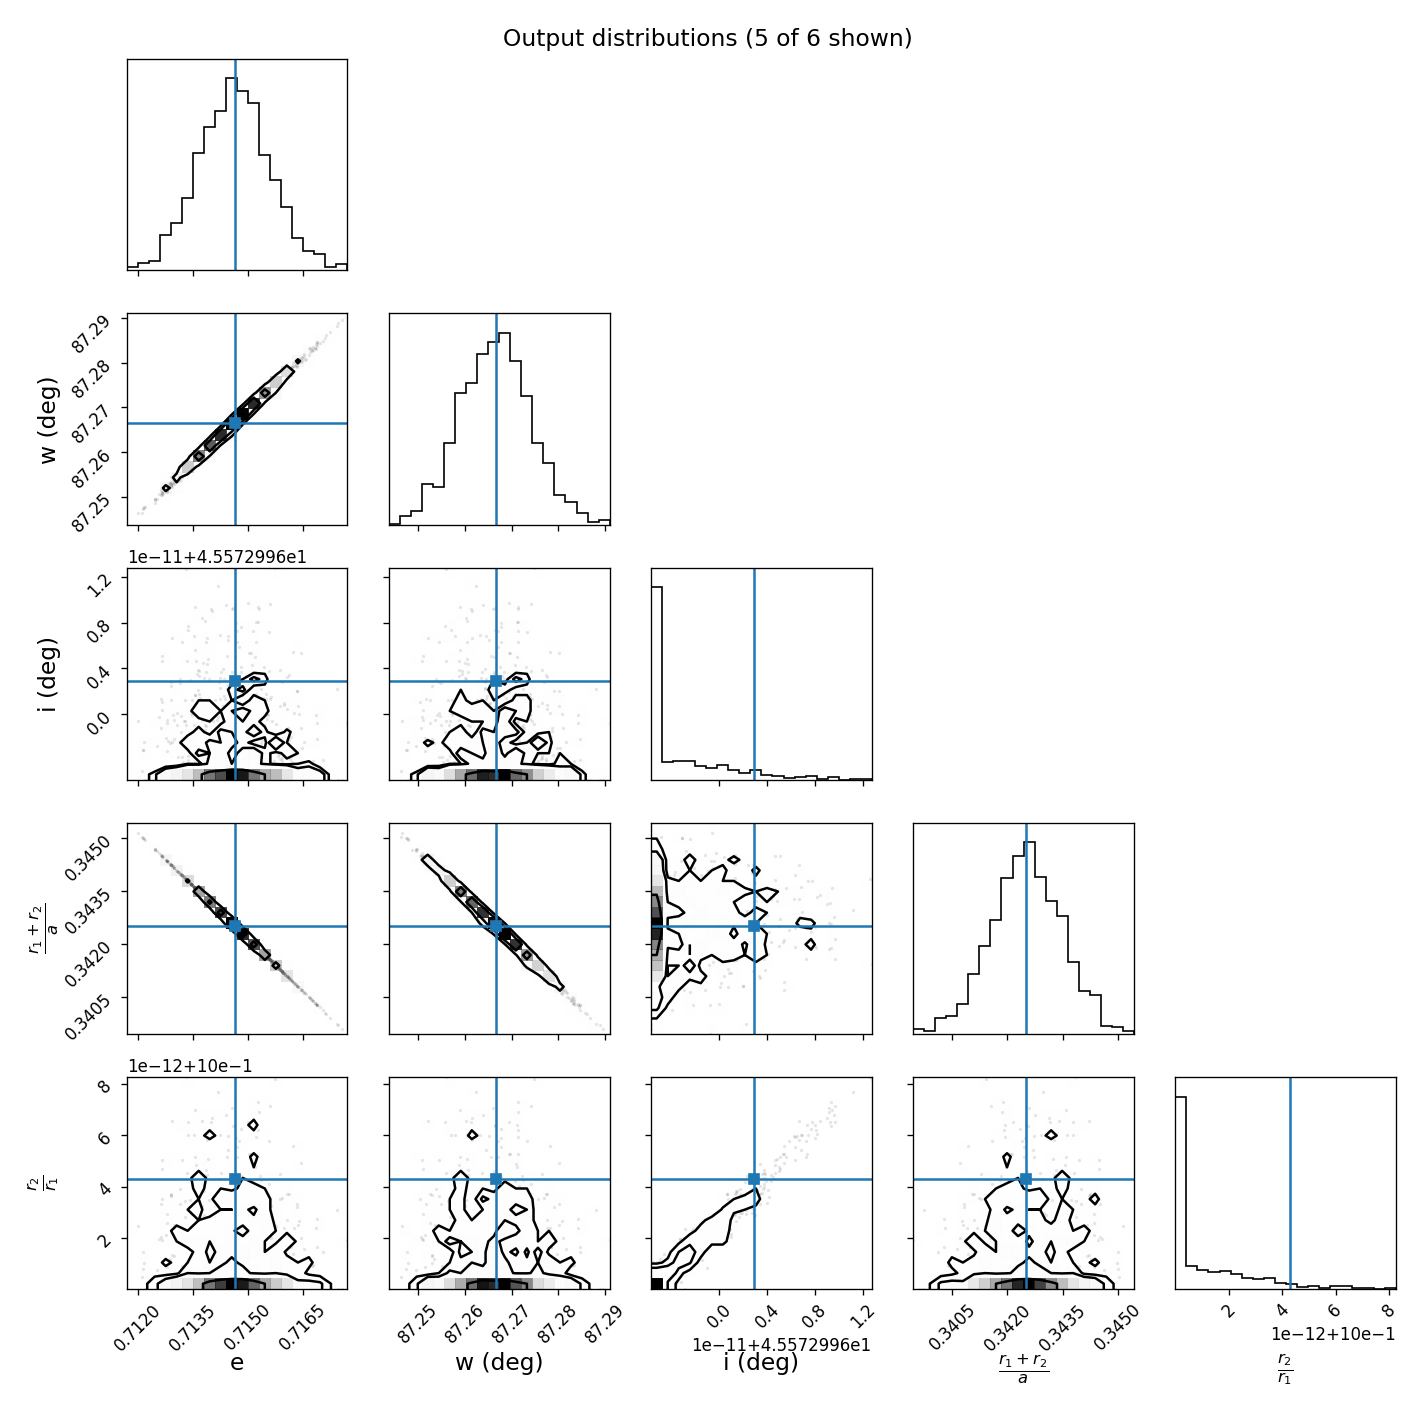 Output distributions (5 of 6 shown)
w (deg)
87.29
87.28
87.27
87.26
87.25
1e−11+4.5572996e1
i (deg)
1.2
0.8
0.4
0.0
r₁ + r₂
a
0.3450
0.3435
0.3420
0.3405
1e−12+10e−1
r₂
r₁
8
6
4
2
0.7120 0.7135 0.7150 0.7165
87.25 87.26 87.27 87.28 87.29
0.0 0.4 0.8 1.2
0.3405 0.3420 0.3435 0.3450
2 4 6 8
1e−11+4.5572996e1
1e−12+10e−1
e
w (deg)
i (deg)
r₁ + r₂
a
r₂
r₁